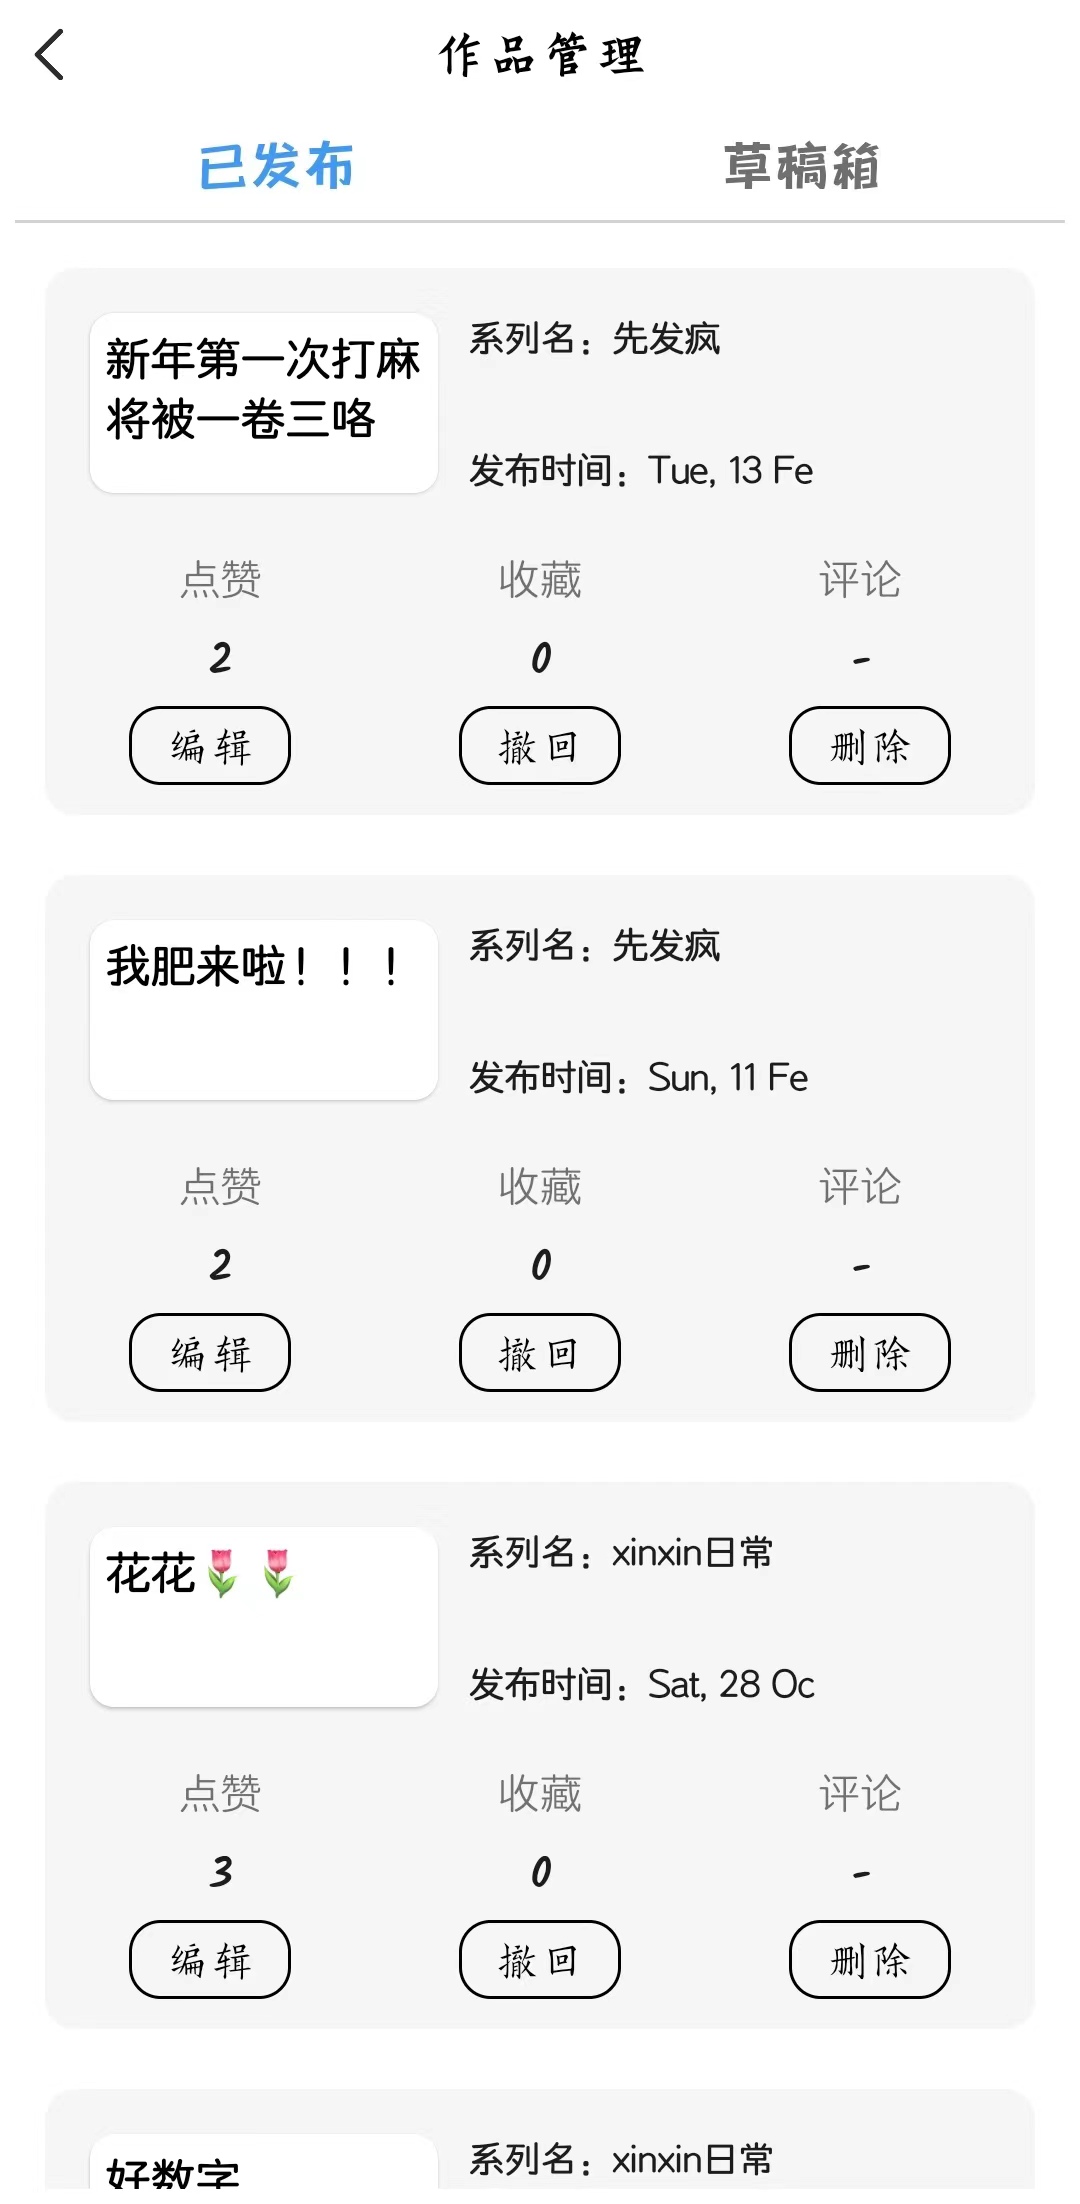 作品管理
已发布
草稿箱
新年第一次打麻
将被一卷三咯
系列名：先发疯
发布时间：Tue, 13 Fe
点赞
收藏
评论
2
0
-
编辑
撤回
删除
我肥来啦！！！
系列名：先发疯
发布时间：Sun, 11 Fe
点赞
收藏
评论
2
0
-
编辑
撤回
删除
花花🌷🌷
系列名：xinxin日常
发布时间：Sat, 28 Oc
点赞
收藏
评论
3
0
-
编辑
撤回
删除
好数字
系列名：xinxin日常